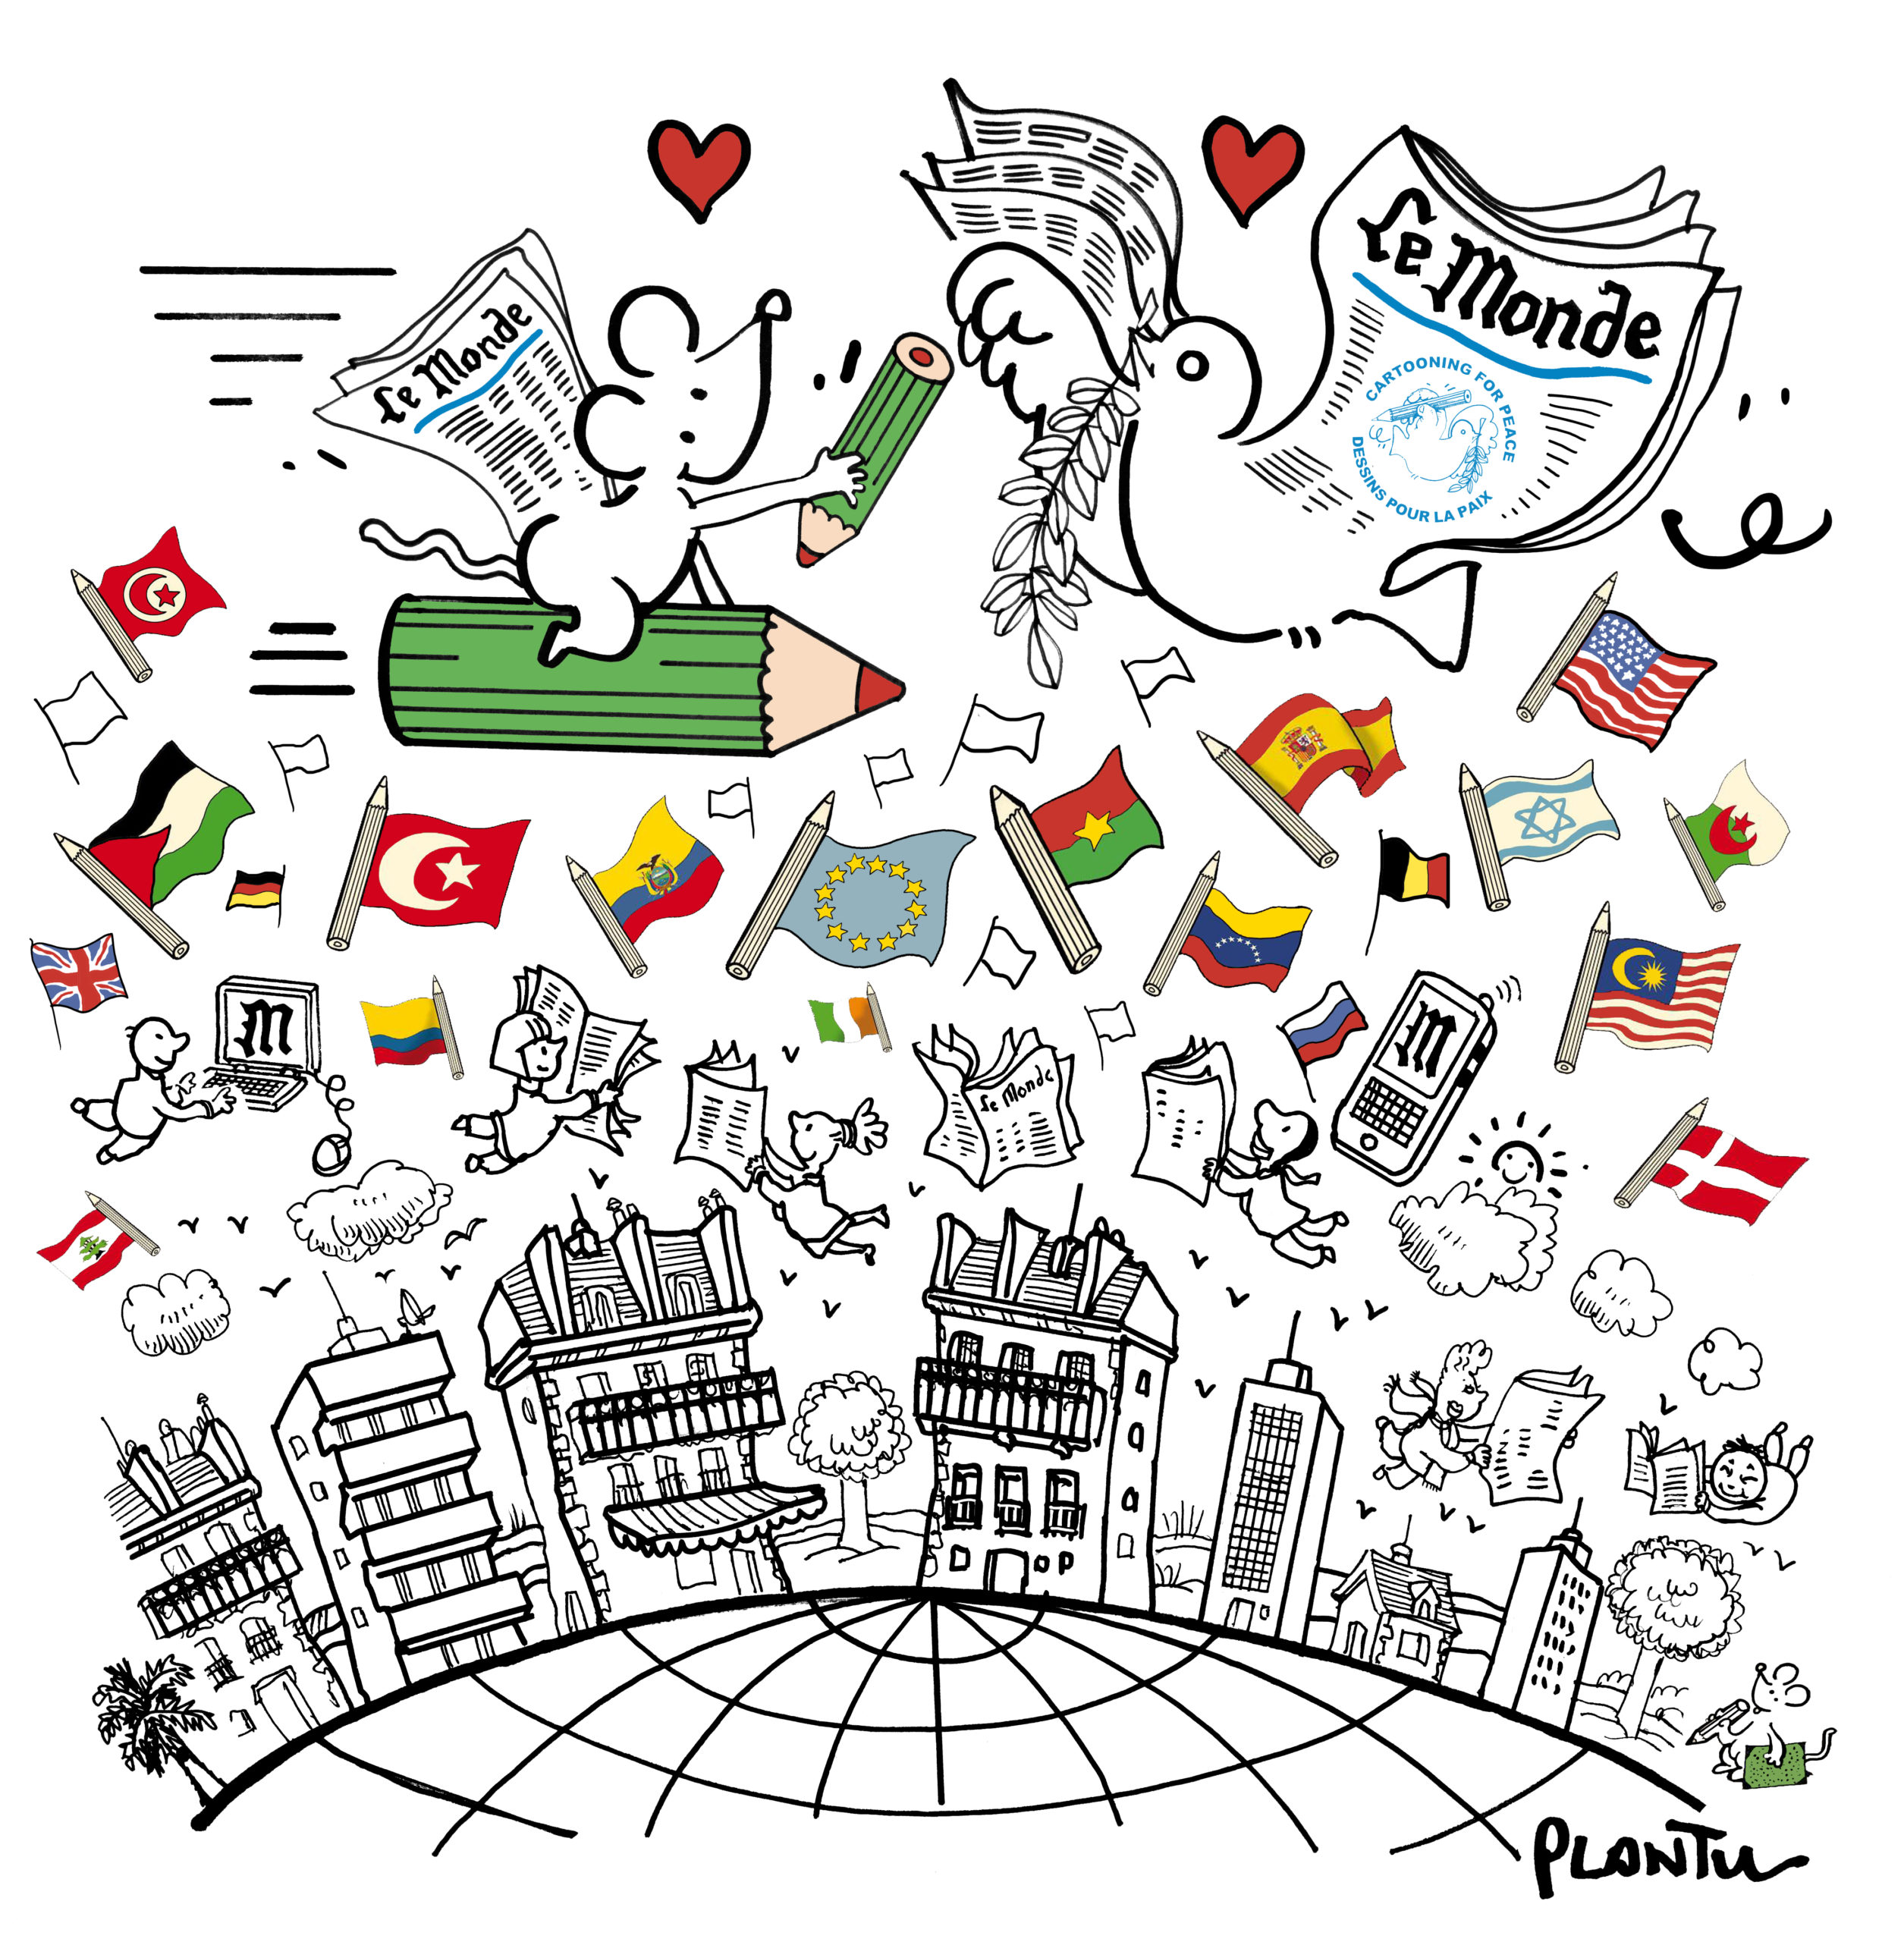 Le Monde
Le Monde
CARTOONING FOR PEACE
DESSINS POUR LA PAIX
M
Le Monde
M
PLANTU